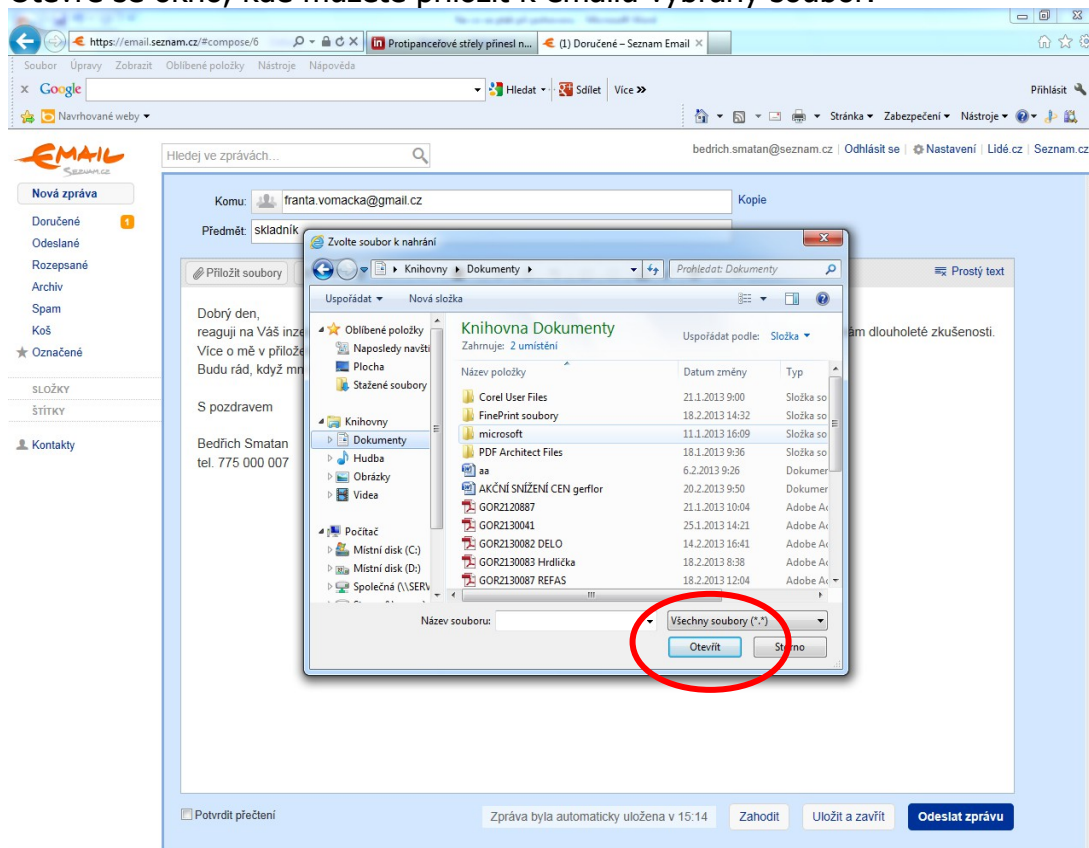 Otevře se okno, kde můžete přiložit k emailu vybraný soubor.
https://email.seznam.cz/#compose/6
Protipanceřové střely přinesl n...
(1) Doručené – Seznam Email
Soubor Úpravy Zobrazit Oblíbené položky Nástroje Nápověda
x Google
Hledat
Sdílet
Více »
Přihlásit
Navrhované weby
Stránka Zabezpečení Nástroje
EMAIL
SEZNAM.CZ
Hledej ve zprávách...
bedrich.smatan@seznam.cz | Odhlásit se | Nastavení | Lidé.cz | Seznam.cz
Nová zpráva
Doručené 1
Odeslané
Rozepsané
Archiv
Spam
Koš
Označené
SLOŽKY
ŠTÍTKY
Kontakty
Komu: franta.vomacka@gmail.cz
Kopie
Předmět: skladník
Přiložit soubory
Prostý text
Dobrý den,
reaguji na Váš inze
ám dlouholeté zkušenosti.
Více o mě v přilože
Budu rád, když mn
S pozdravem
Bedřich Smatan
tel. 775 000 007
Zvolte soubor k nahrání
Knihovny Dokumenty
Prohledat: Dokumenty
Uspořádat Nová složka
Oblíbené položky
Naposledy navští
Plocha
Stažené soubory
Knihovny
Dokumenty
Hudba
Obrázky
Videa
Počítač
Místní disk (C:)
Místní disk (D:)
Společná (\\SERV
Knihovna Dokumenty
Zahrnuje: 2 umístění
Uspořádat podle: Složka
Název položky Datum změny Typ
Corel User Files 21.1.2013 9:00 Složka so
FinePrint soubory 18.2.2013 14:32 Složka so
microsoft 11.1.2013 16:09 Složka so
PDF Architect Files 18.1.2013 9:36 Složka so
aa 6.2.2013 9:26 Dokumen
AKČNÍ SNÍŽENÍ CEN gerflor 20.2.2013 9:50 Dokumen
GOR2120887 21.1.2013 10:04 Adobe Ac
GOR2130041 25.1.2013 14:21 Adobe Ac
GOR2130082 DELO 14.2.2013 16:41 Adobe Ac
GOR2130083 Hrdlička 18.2.2013 8:38 Adobe Ac
GOR2130087 REFAS 18.2.2013 12:04 Adobe Ac
Název souboru:
Všechny soubory (*.*)
Otevřít
Storno
Potvrdit přečtení
Zpráva byla automaticky uložena v 15:14
Zahodit
Uložit a zavřít
Odeslat zprávu